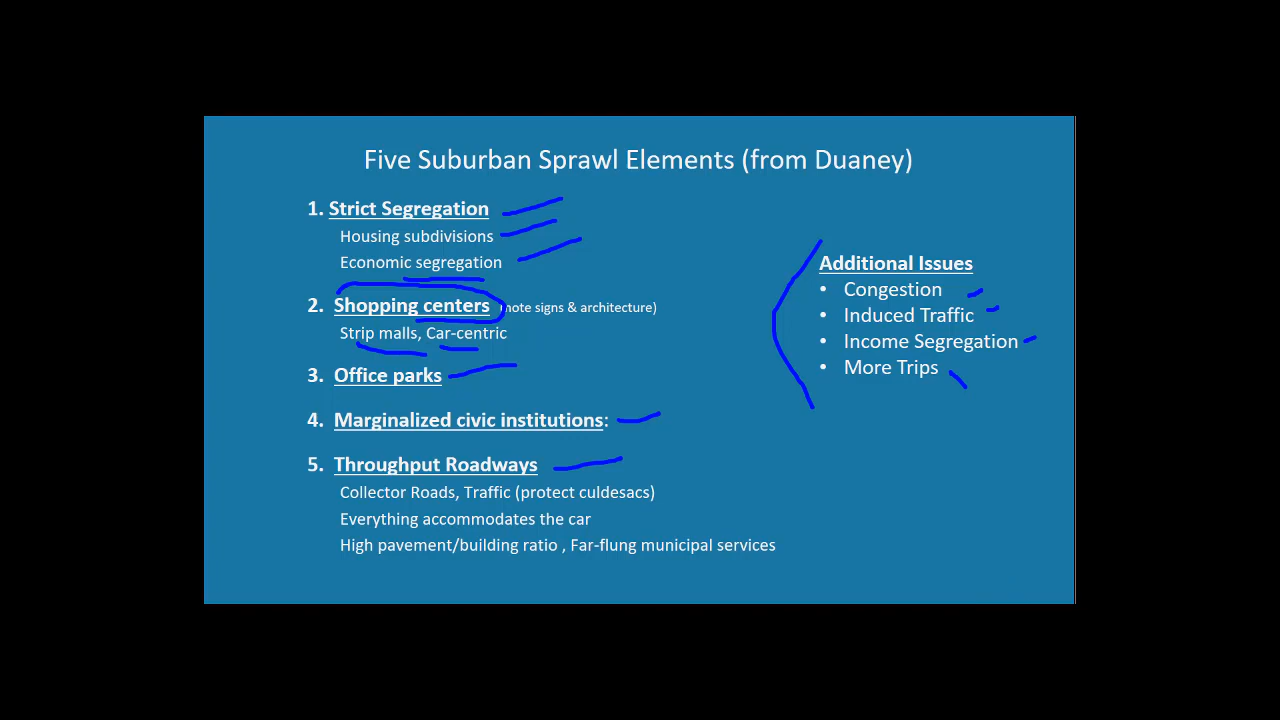 Five Suburban Sprawl Elements (from Duaney)
1. Strict Segregation
Housing subdivisions
Economic segregation
2. Shopping centers (note signs & architecture)
Strip malls, Car-centric
3. Office parks
4. Marginalized civic institutions:
5. Throughput Roadways
Collector Roads, Traffic (protect culdesacs)
Everything accommodates the car
High pavement/building ratio , Far-flung municipal services
Additional Issues
• Congestion
• Induced Traffic
• Income Segregation
• More Trips